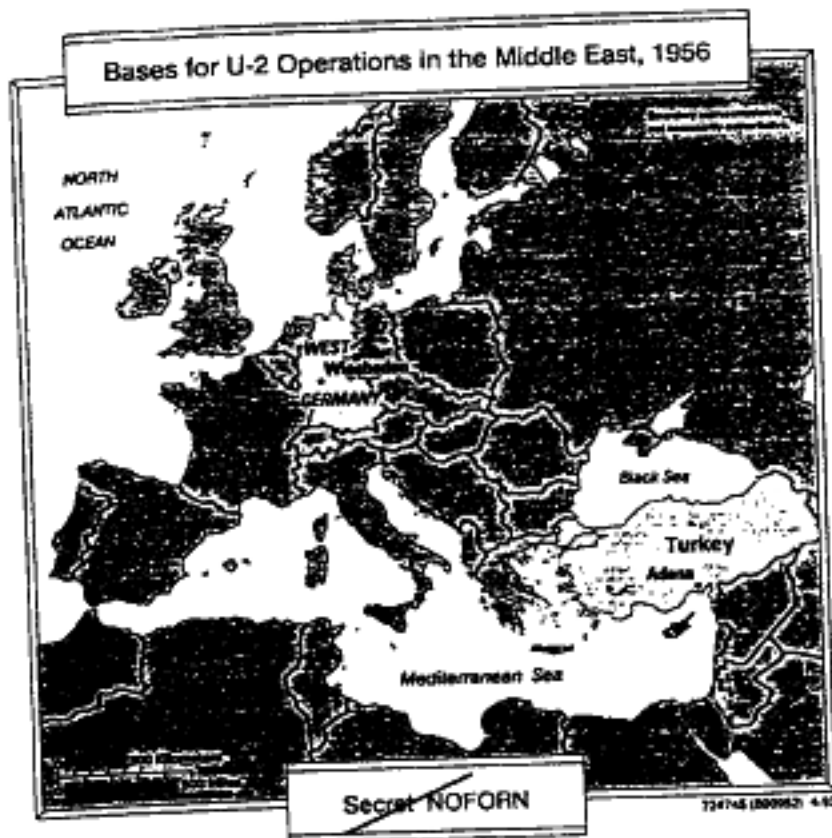 Bases for U-2 Operations in the Middle East, 1956
NORTH
ATLANTIC
OCEAN
WEST
Wiesbaden
GERMANY
Black Sea
Turkey
Adana
Mediterranean Sea
Secret NOFORN